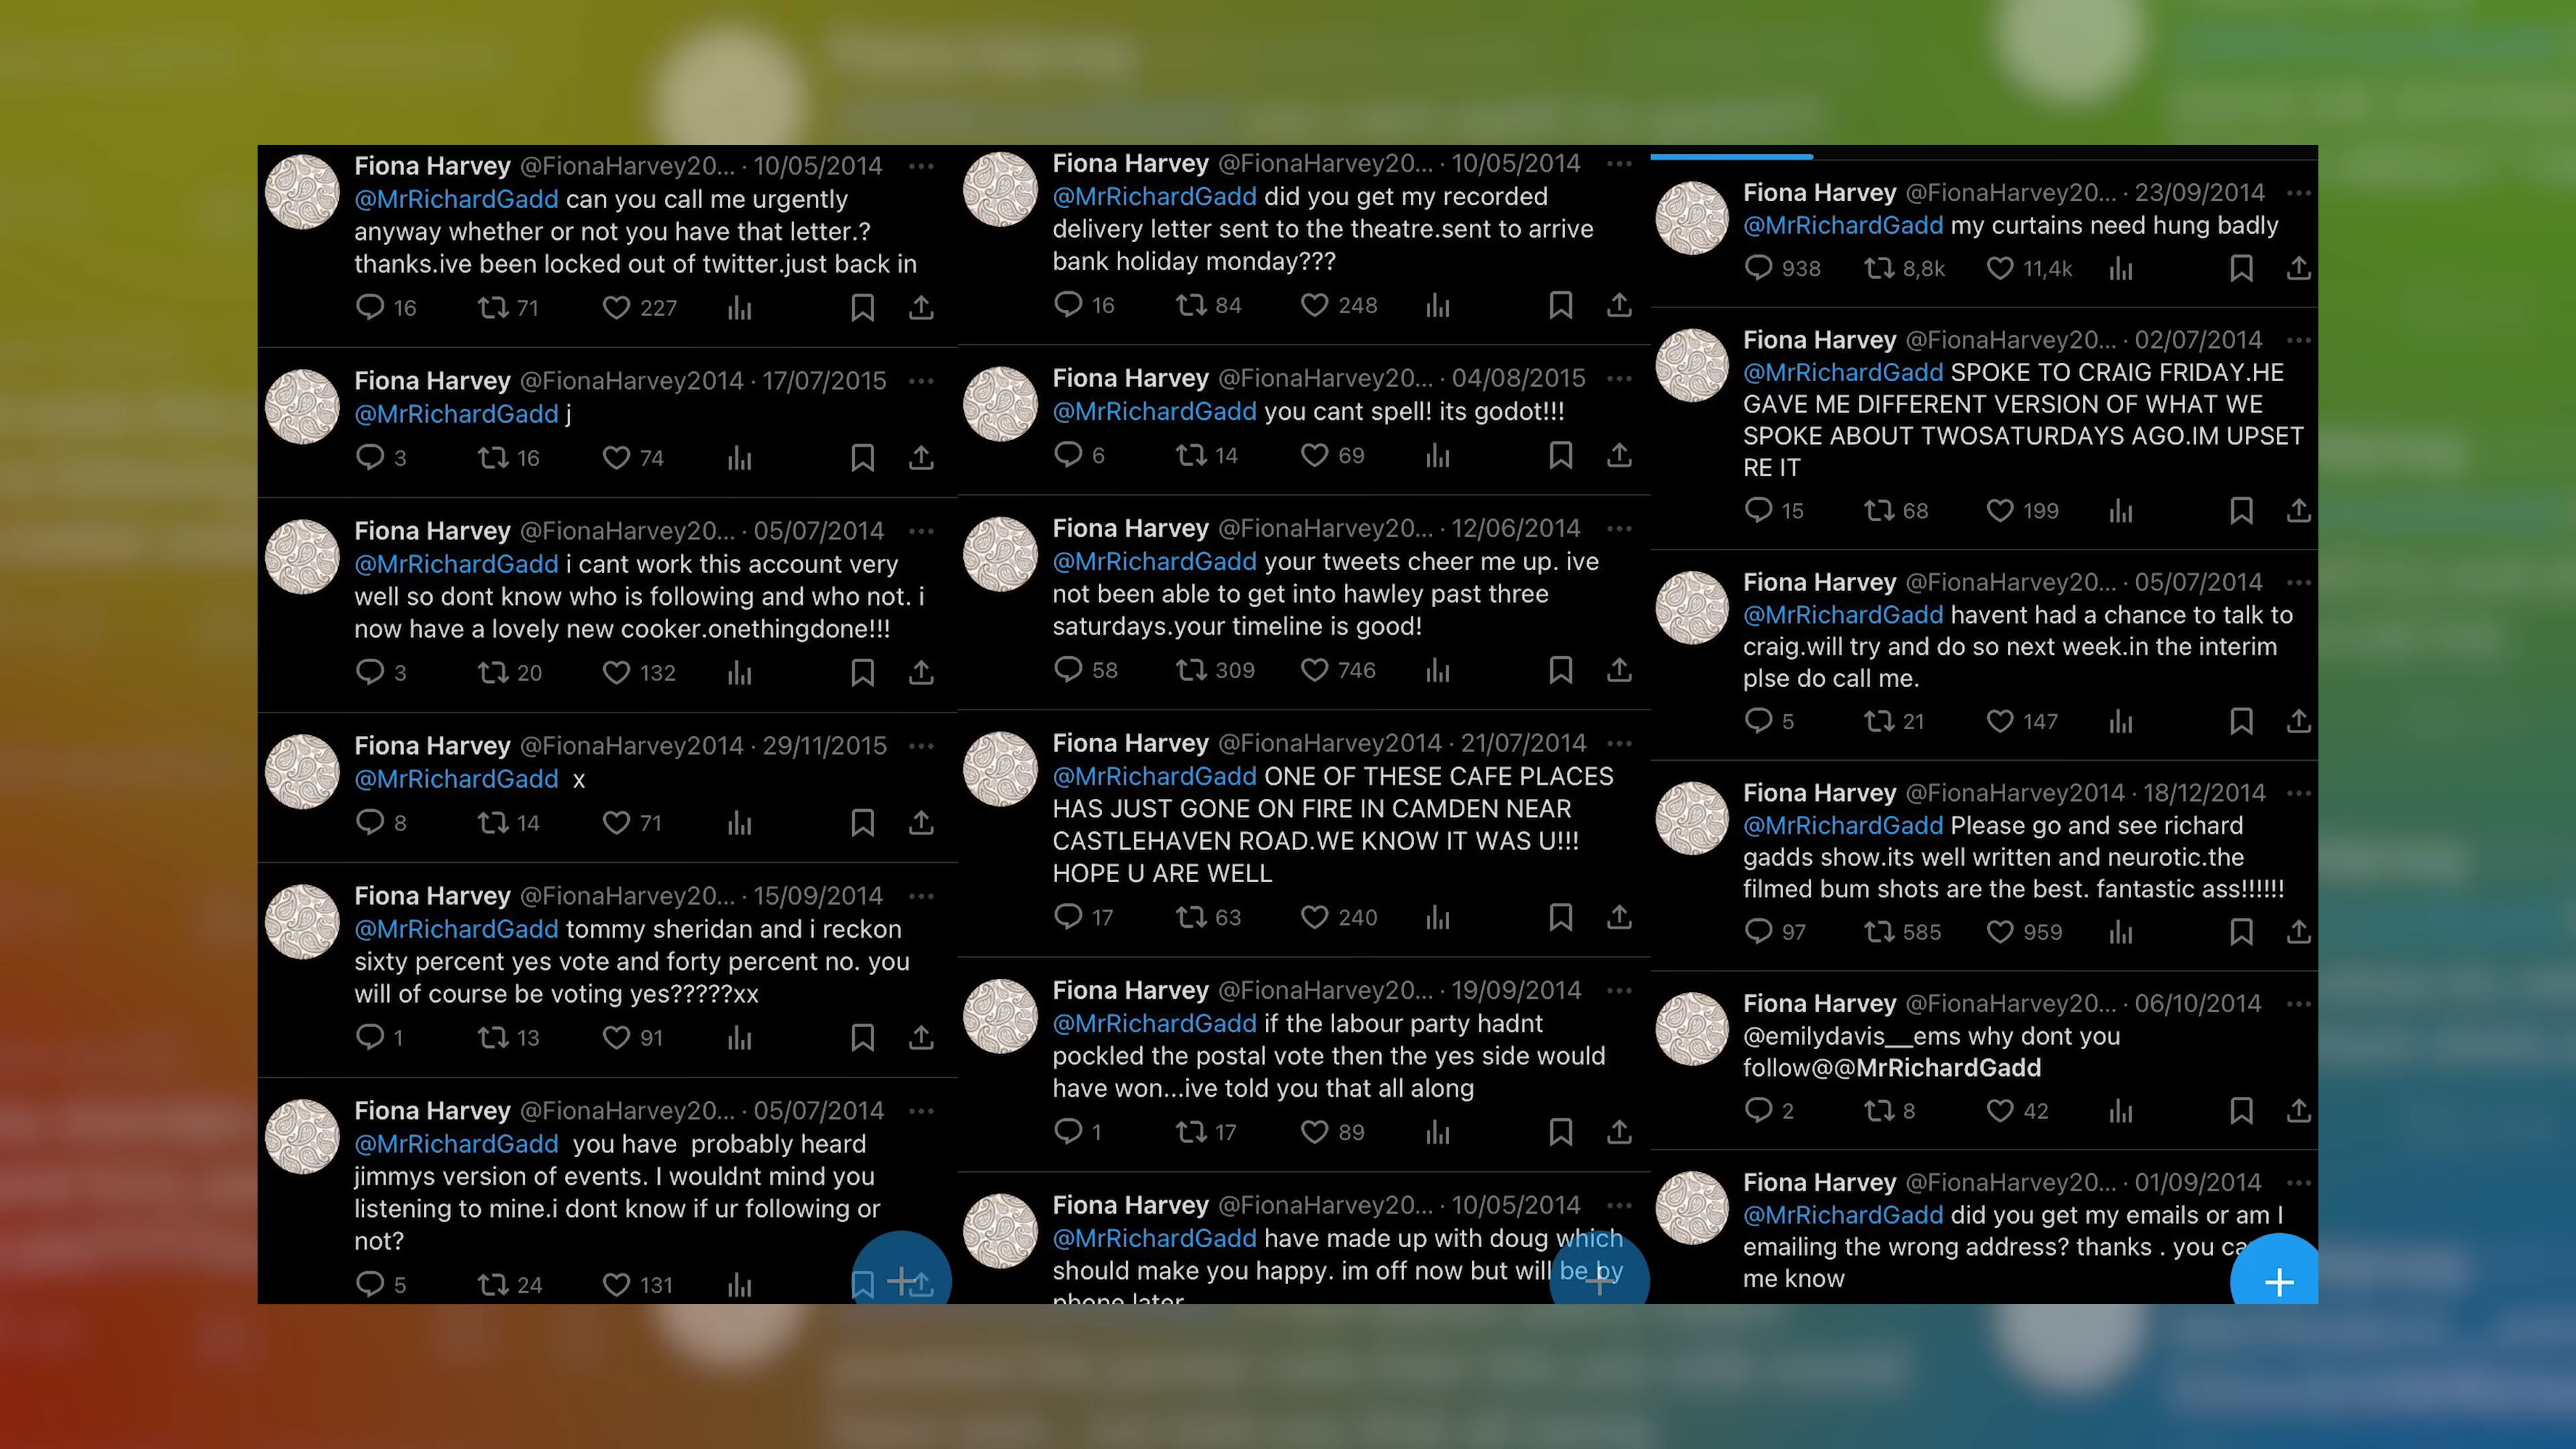 Fiona Harvey @FionaHarvey20... · 10/05/2014
@MrRichardGadd can you call me urgently
anyway whether or not you have that letter.?
thanks.ive been locked out of twitter.just back in
16 71 227
Fiona Harvey @FionaHarvey2014 · 17/07/2015
@MrRichardGadd j
3 16 74
Fiona Harvey @FionaHarvey20... · 05/07/2014
@MrRichardGadd i cant work this account very
well so dont know who is following and who not. i
now have a lovely new cooker.onethingdone!!!
3 20 132
Fiona Harvey @FionaHarvey2014 · 29/11/2015
@MrRichardGadd x
8 14 71
Fiona Harvey @FionaHarvey20... · 15/09/2014
@MrRichardGadd tommy sheridan and i reckon
sixty percent yes vote and forty percent no. you
will of course be voting yes?????xx
1 13 91
Fiona Harvey @FionaHarvey20... · 05/07/2014
@MrRichardGadd you have probably heard
jimmys version of events. I wouldnt mind you
listening to mine.i dont know if ur following or
not?
5 24 131
Fiona Harvey @FionaHarvey20... · 10/05/2014
@MrRichardGadd did you get my recorded
delivery letter sent to the theatre.sent to arrive
bank holiday monday???
16 84 248
Fiona Harvey @FionaHarvey20... · 04/08/2015
@MrRichardGadd you cant spell! its godot!!!
6 14 69
Fiona Harvey @FionaHarvey20... · 12/06/2014
@MrRichardGadd your tweets cheer me up. ive
not been able to get into hawley past three
saturdays.your timeline is good!
58 309 746
Fiona Harvey @FionaHarvey2014 · 21/07/2014
@MrRichardGadd ONE OF THESE CAFE PLACES
HAS JUST GONE ON FIRE IN CAMDEN NEAR
CASTLEHAVEN ROAD.WE KNOW IT WAS U!!!
HOPE U ARE WELL
17 63 240
Fiona Harvey @FionaHarvey20... · 19/09/2014
@MrRichardGadd if the labour party hadnt
pockled the postal vote then the yes side would
have won...ive told you that all along
1 17 89
Fiona Harvey @FionaHarvey20... · 10/05/2014
@MrRichardGadd have made up with doug which
should make you happy. im off now but will be by
phone later
Fiona Harvey @FionaHarvey20... · 23/09/2014
@MrRichardGadd my curtains need hung badly
938 8,8k 11,4k
Fiona Harvey @FionaHarvey20... · 02/07/2014
@MrRichardGadd SPOKE TO CRAIG FRIDAY.HE
GAVE ME DIFFERENT VERSION OF WHAT WE
SPOKE ABOUT TWOSATURDAYS AGO.IM UPSET
RE IT
15 68 199
Fiona Harvey @FionaHarvey20... · 05/07/2014
@MrRichardGadd havent had a chance to talk to
craig.will try and do so next week.in the interim
plse do call me.
5 21 147
Fiona Harvey @FionaHarvey2014 · 18/12/2014
@MrRichardGadd Please go and see richard
gadds show.its well written and neurotic.the
filmed bum shots are the best. fantastic ass!!!!!!
97 585 959
Fiona Harvey @FionaHarvey20... · 06/10/2014
@emilydavis__ems why dont you
follow@@MrRichardGadd
2 8 42
Fiona Harvey @FionaHarvey20... · 01/09/2014
@MrRichardGadd did you get my emails or am I
emailing the wrong address? thanks . you
me know